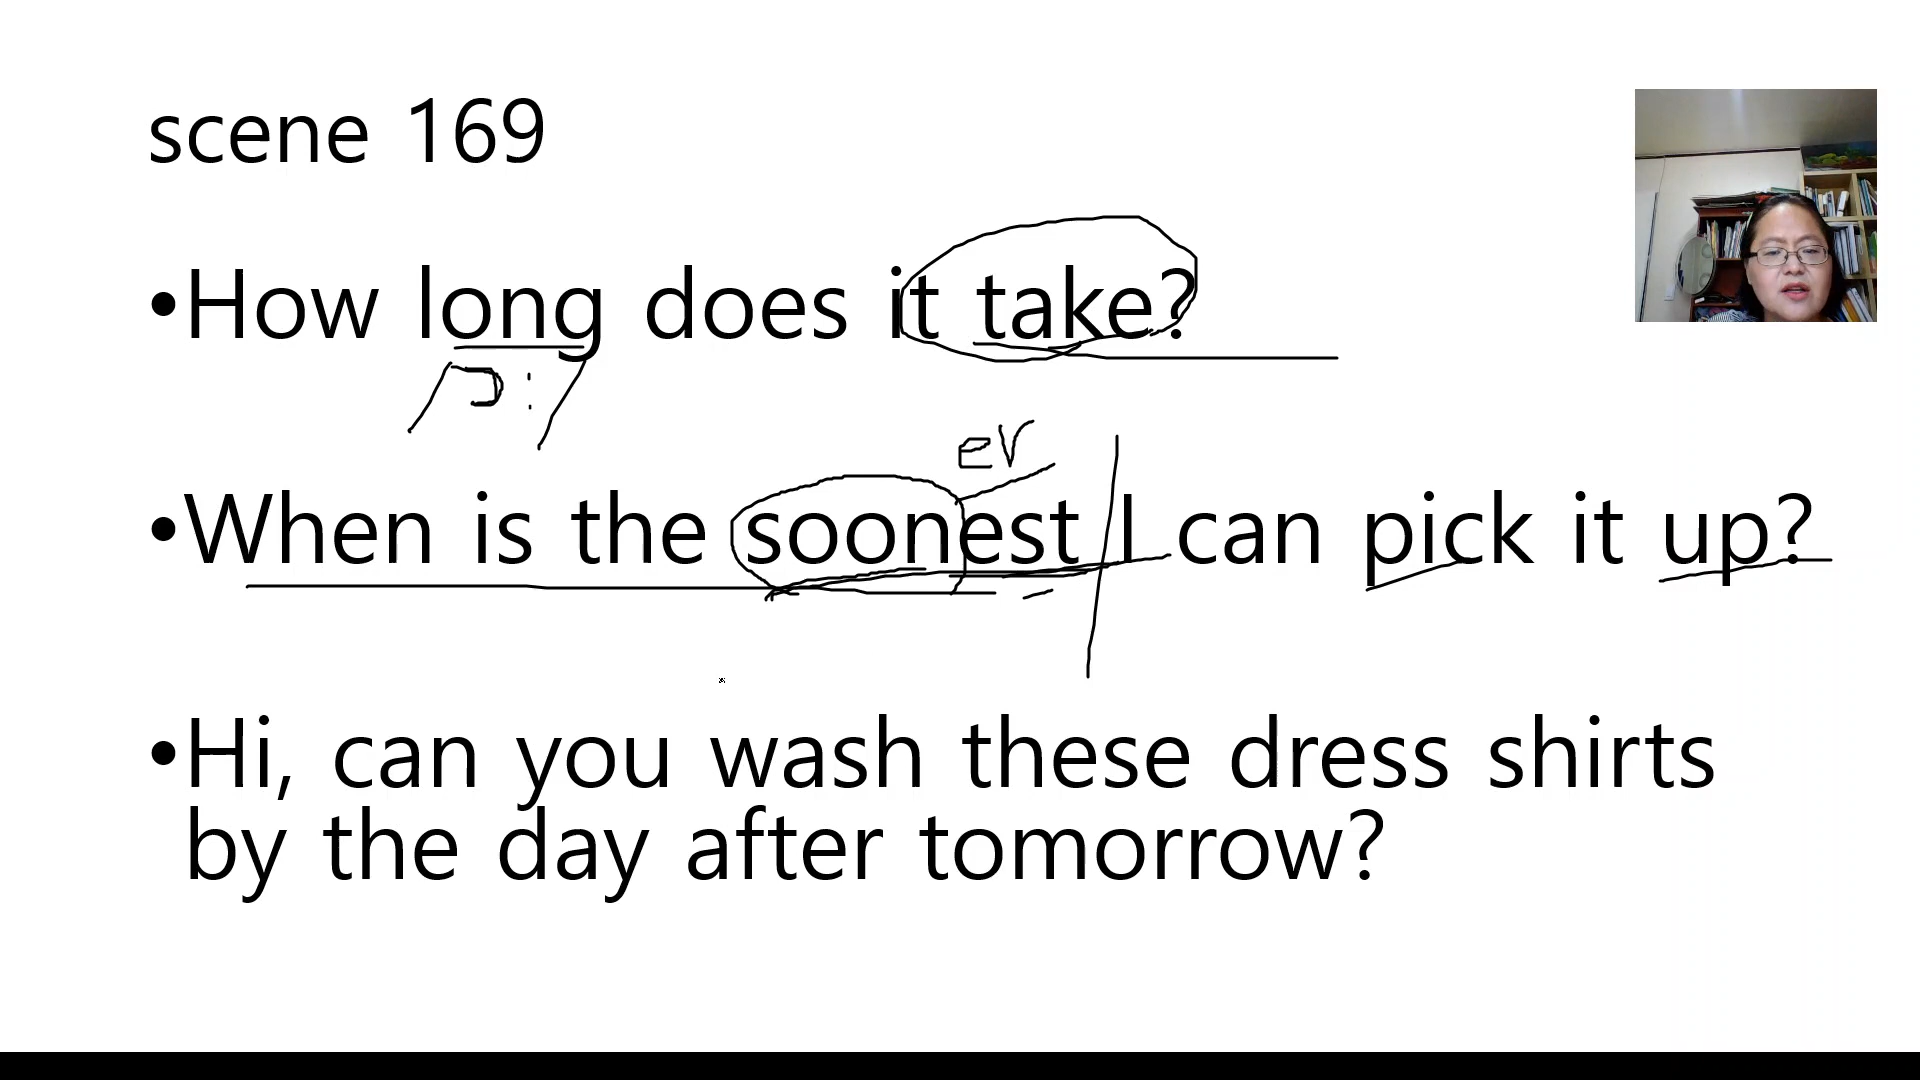 scene 169
•How long does it take?
/ɔ:/
er
•When is the soonest I can pick it up?
•Hi, can you wash these dress shirts
by the day after tomorrow?